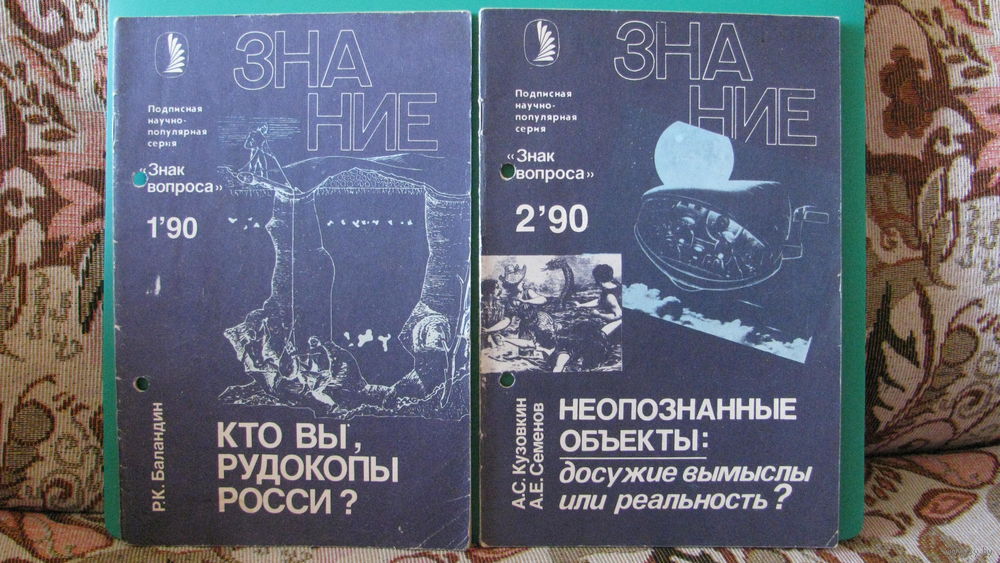 ЗНА
НИЕ
Подписная
научно-
популярная
серия
«Знак
вопроса»
1'90
Р.К. Баландин
КТО ВЫ,
РУДОКОПЫ
РОССИ?
ЗНА
НИЕ
Подписная
научно-
популярная
серия
«Знак
вопроса»
2'90
А.С. Кузовкин
А.Е. Семенов
НЕОПОЗНАННЫЕ
ОБЪЕКТЫ:
досужие вымыслы
или реальность?